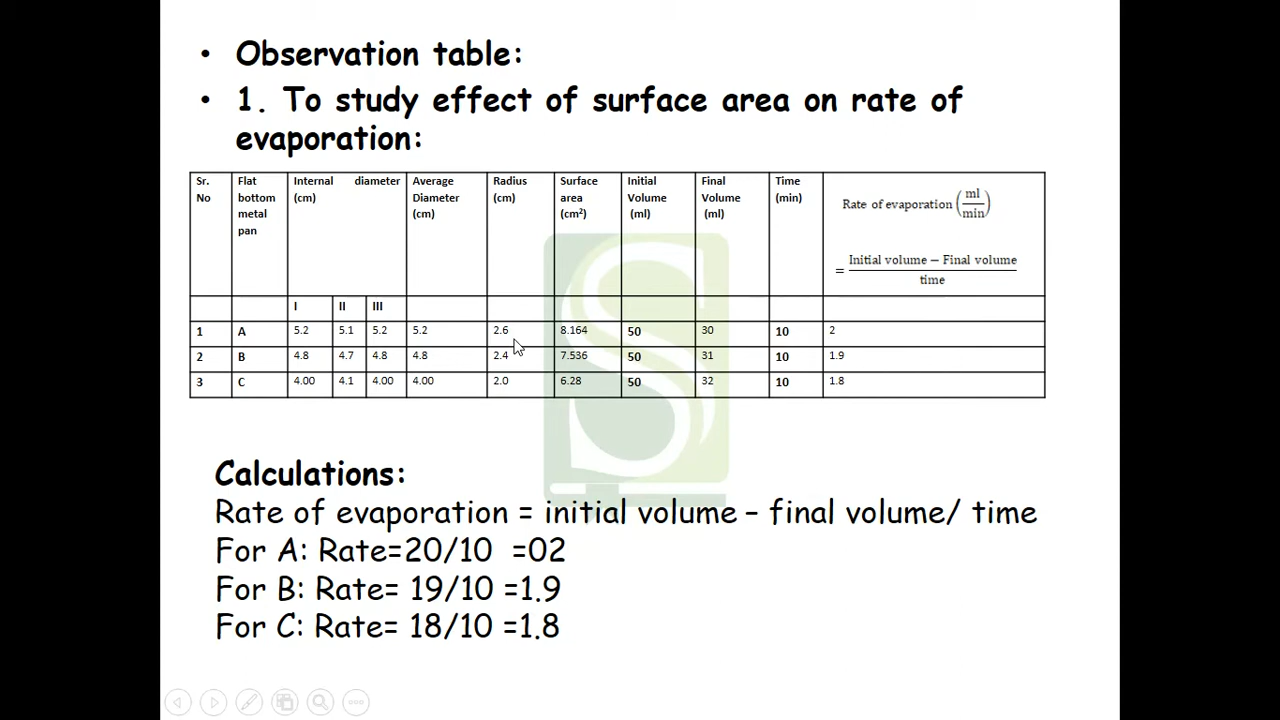 • Observation table:
• 1. To study effect of surface area on rate of
evaporation:
Sr. No | Flat bottom metal pan | Internal diameter (cm) | Average Diameter (cm) | Radius (cm) | Surface area (cm²) | Initial Volume (ml) | Final Volume (ml) | Time (min) | Rate of evaporation (ml/min) = Initial volume − Final volume / time
I | II | III
1 | A | 5.2 | 5.1 | 5.2 | 5.2 | 2.6 | 8.164 | 50 | 30 | 10 | 2
2 | B | 4.8 | 4.7 | 4.8 | 4.8 | 2.4 | 7.536 | 50 | 31 | 10 | 1.9
3 | C | 4.00 | 4.1 | 4.00 | 4.00 | 2.0 | 6.28 | 50 | 32 | 10 | 1.8
Calculations:
Rate of evaporation = initial volume – final volume/ time
For A: Rate=20/10 =02
For B: Rate= 19/10 =1.9
For C: Rate= 18/10 =1.8